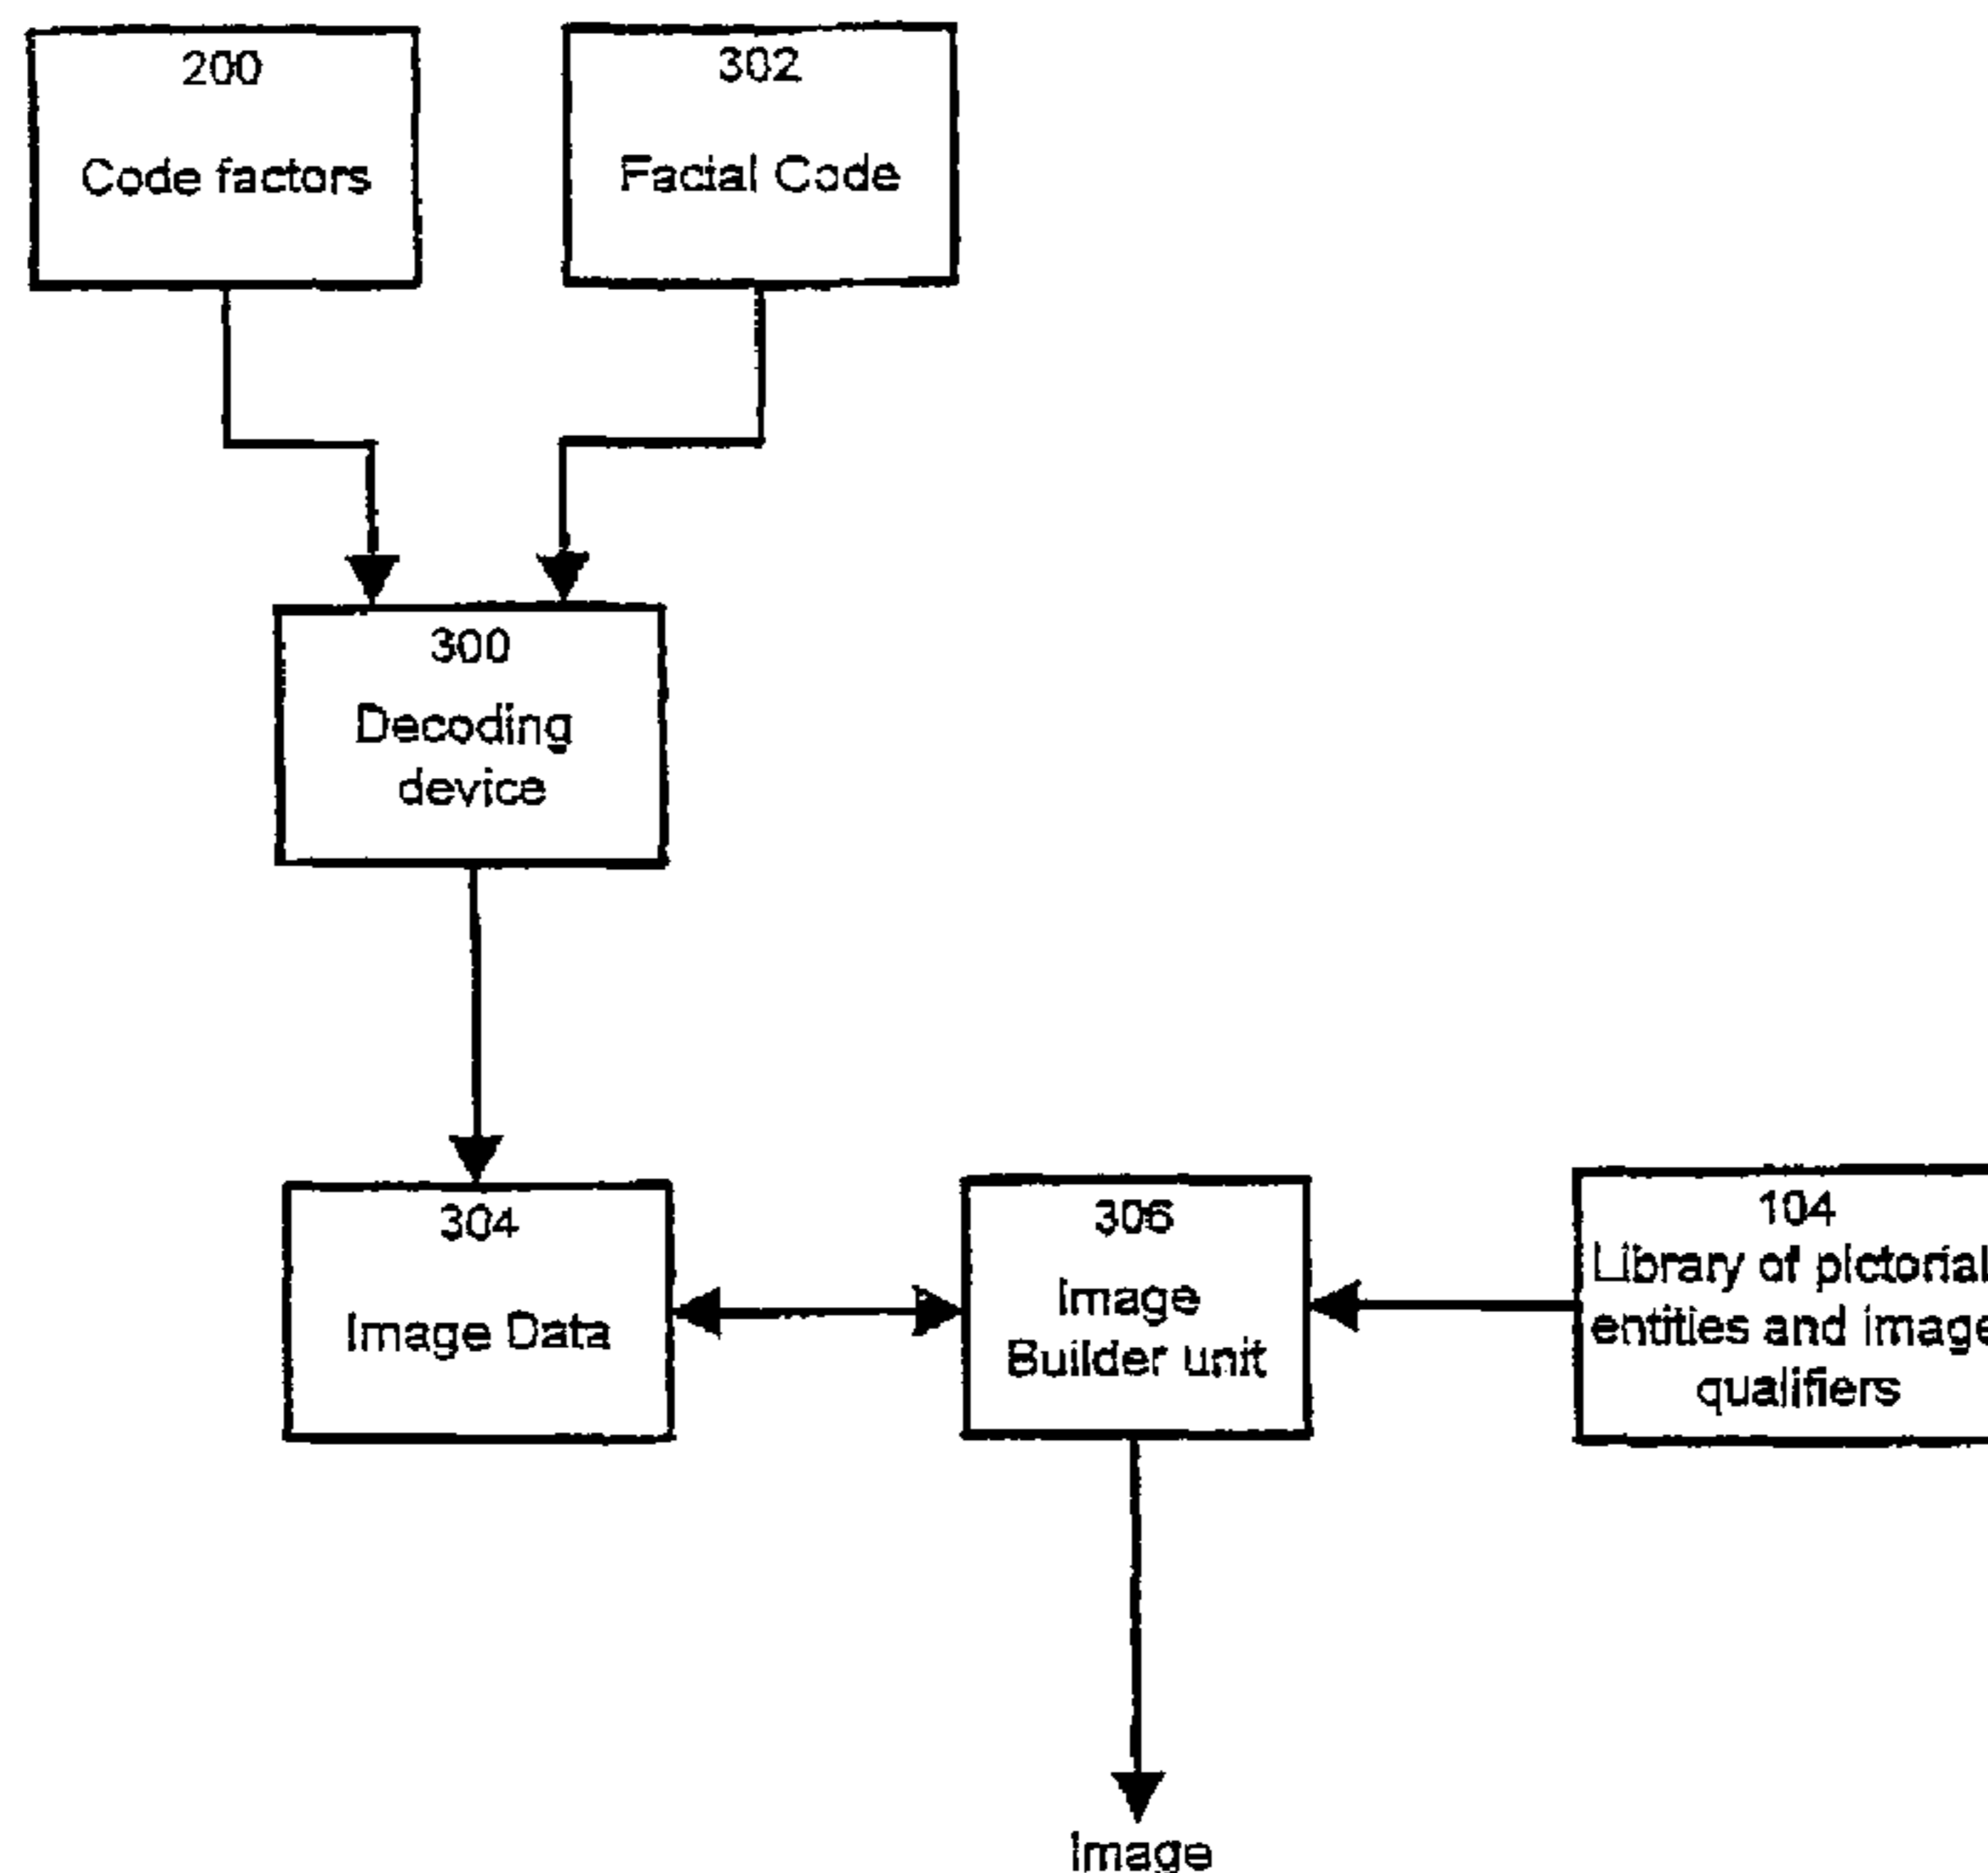 200
Code factors
302
Facial Code
300
Decoding
device
304
Image Data
306
Image
Builder unit
104
Library of pictorial
entities and image
qualifiers
Image